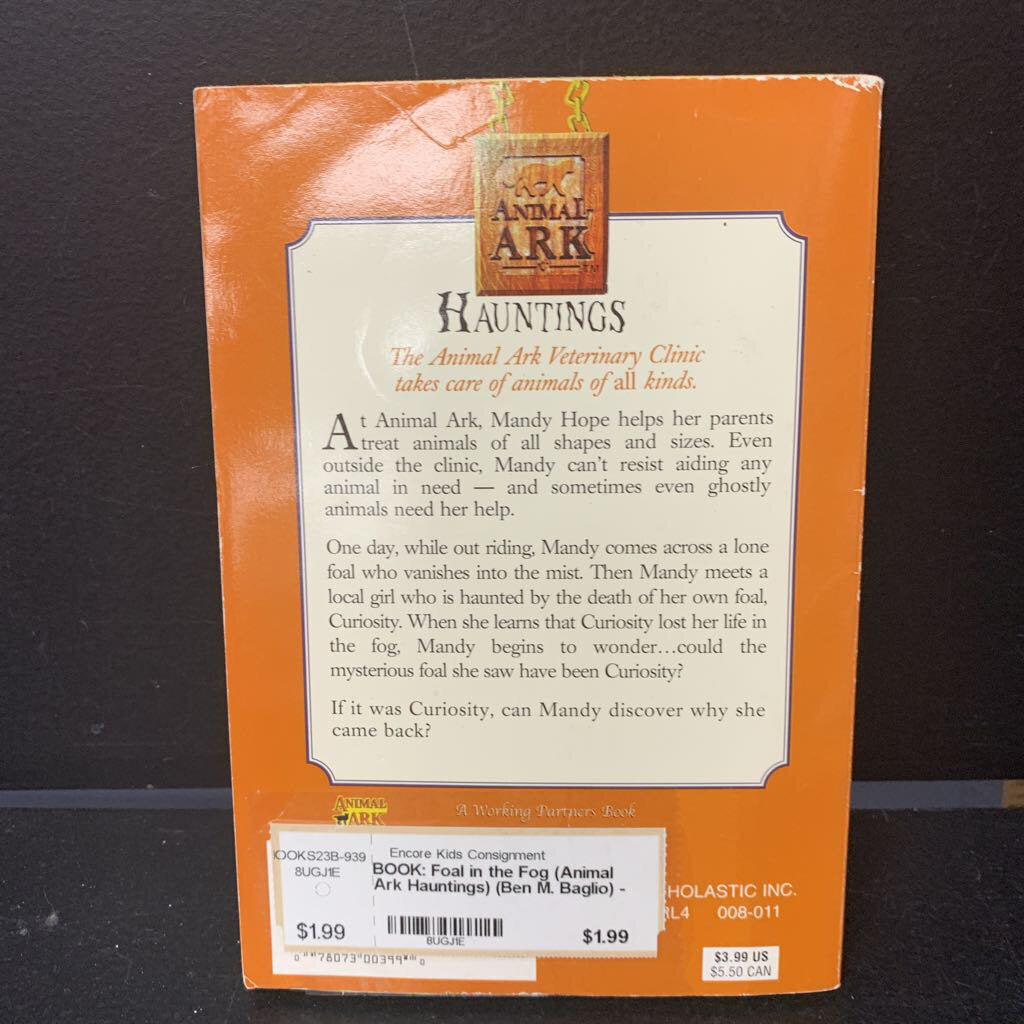 ANIMAL
ARK
TM
HAUNTINGS
The Animal Ark Veterinary Clinic
takes care of animals of all kinds.
At Animal Ark, Mandy Hope helps her parents
treat animals of all shapes and sizes. Even
outside the clinic, Mandy can't resist aiding any
animal in need — and sometimes even ghostly
animals need her help.
One day, while out riding, Mandy comes across a lone
foal who vanishes into the mist. Then Mandy meets a
local girl who is haunted by the death of her own foal,
Curiosity. When she learns that Curiosity lost her life in
the fog, Mandy begins to wonder...could the
mysterious foal she saw have been Curiosity?
If it was Curiosity, can Mandy discover why she
came back?
ANIMAL
ARK
A Working Partners Book
OOKS23B-939
8UGJ1E
$1.99
Encore Kids Consignment
BOOK: Foal in the Fog (Animal
Ark Hauntings) (Ben M. Baglio) -
8UGJ1E
$1.99
HOLASTIC INC.
RL4 008-011
0 78073 00399 0
$3.99 US
$5.50 CAN